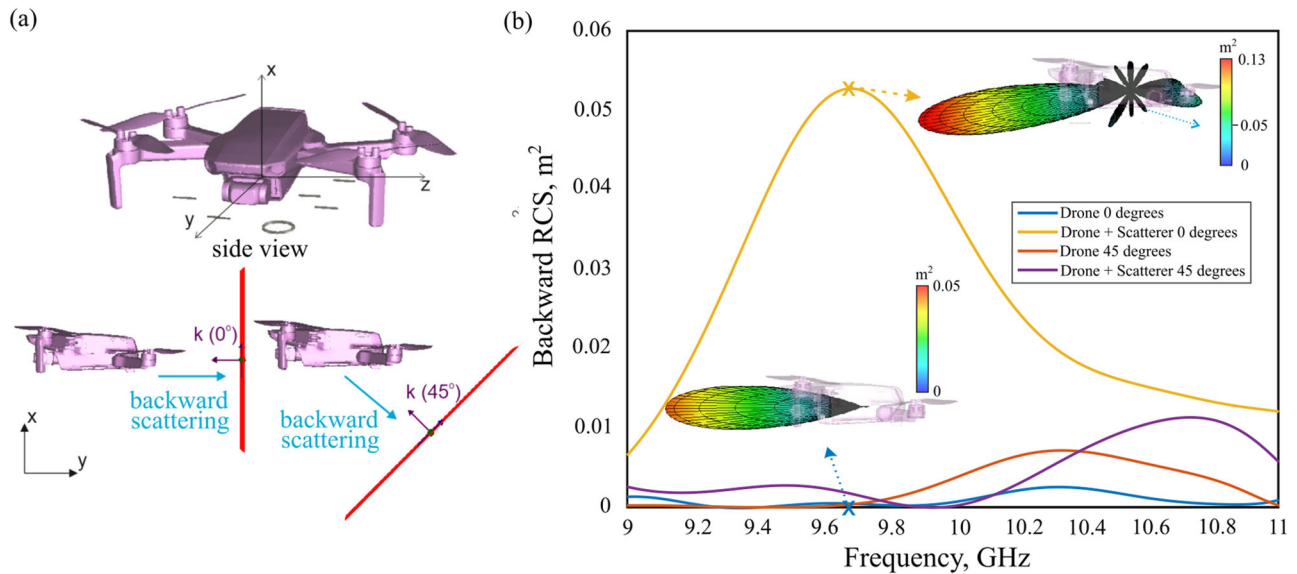 (a)
x
z
y
side view
k (0°)
backward
scattering
k (45°)
backward
scattering
x
y
(b)
Backward RCS, m²
0.06
0.05
0.04
0.03
0.02
0.01
0
9
9.2
9.4
9.6
9.8
10
10.2
10.4
10.6
10.8
11
Frequency, GHz
m²
0.13
0.05
0
Drone 0 degrees
Drone + Scatterer 0 degrees
Drone 45 degrees
Drone + Scatterer 45 degrees
m²
0.05
0